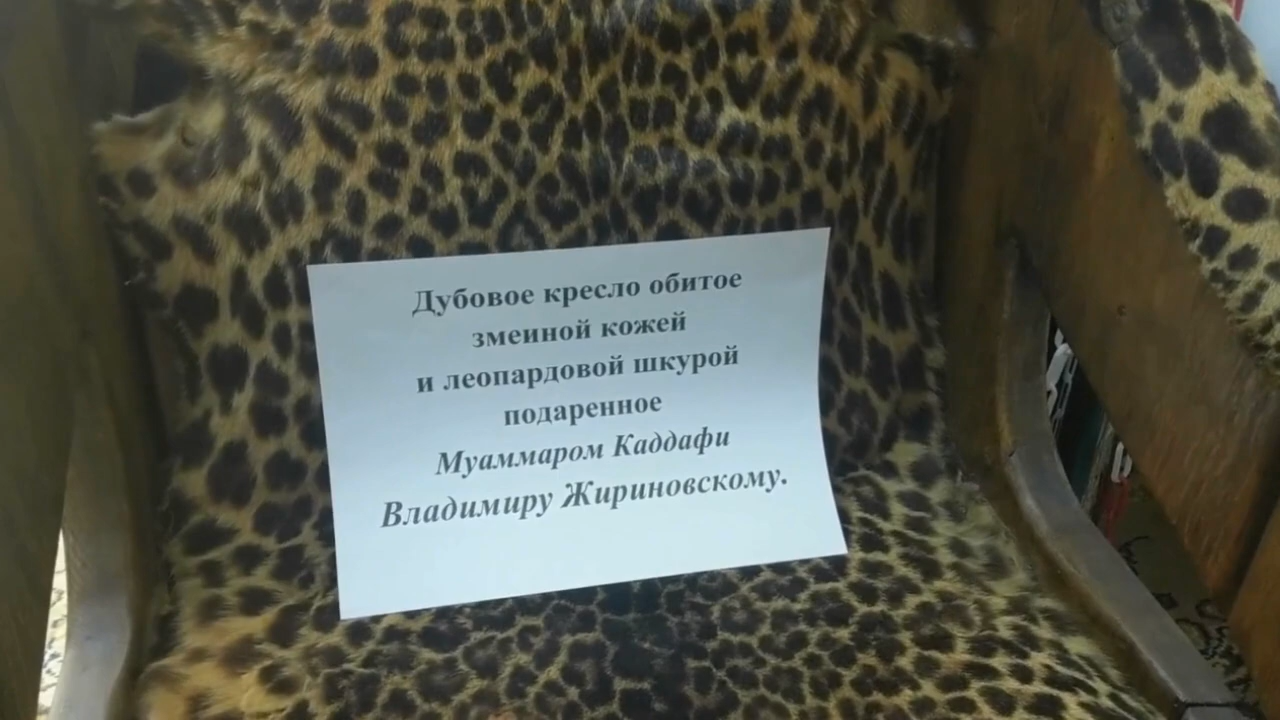 Дубовое кресло обитое
змеиной кожей
и леопардовой шкурой
подаренное
Муаммаром Каддафи
Владимиру Жириновскому.